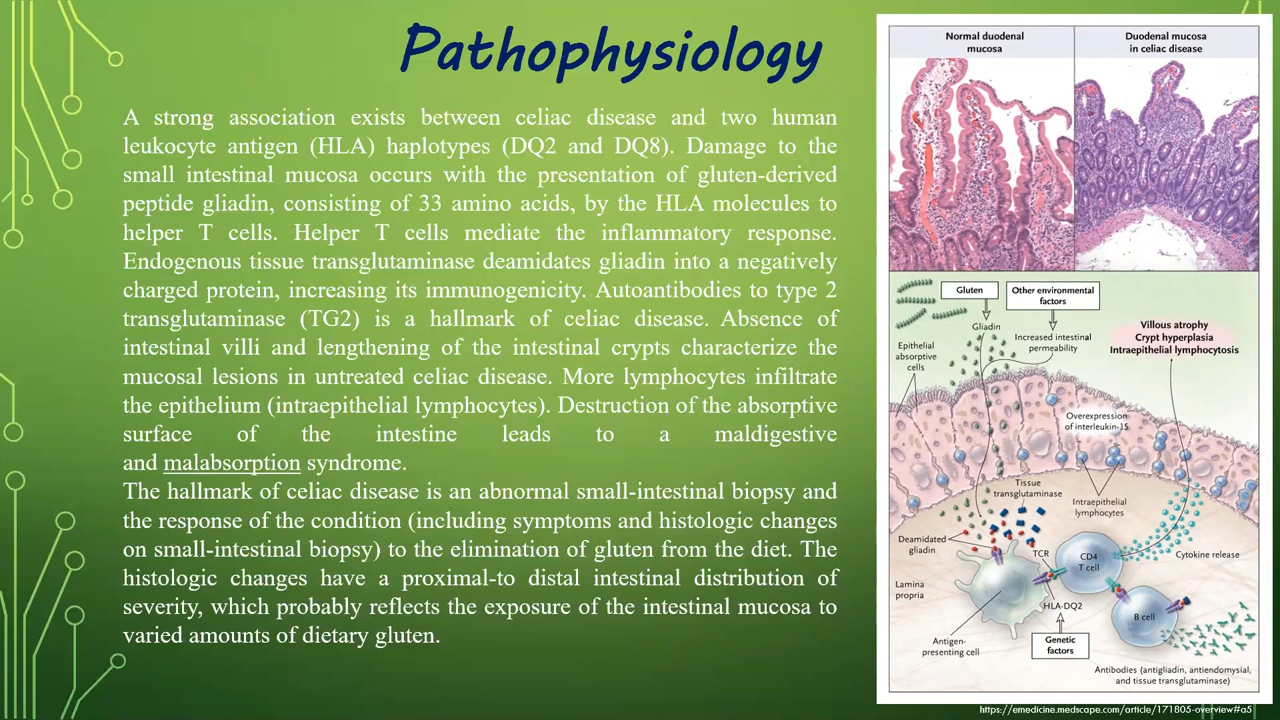 Pathophysiology
A strong association exists between celiac disease and two human
leukocyte antigen (HLA) haplotypes (DQ2 and DQ8). Damage to the
small intestinal mucosa occurs with the presentation of gluten-derived
peptide gliadin, consisting of 33 amino acids, by the HLA molecules to
helper T cells. Helper T cells mediate the inflammatory response.
Endogenous tissue transglutaminase deamidates gliadin into a negatively
charged protein, increasing its immunogenicity. Autoantibodies to type 2
transglutaminase (TG2) is a hallmark of celiac disease. Absence of
intestinal villi and lengthening of the intestinal crypts characterize the
mucosal lesions in untreated celiac disease. More lymphocytes infiltrate
the epithelium (intraepithelial lymphocytes). Destruction of the absorptive
surface of the intestine leads to a maldigestive
and malabsorption syndrome.
The hallmark of celiac disease is an abnormal small-intestinal biopsy and
the response of the condition (including symptoms and histologic changes
on small-intestinal biopsy) to the elimination of gluten from the diet. The
histologic changes have a proximal-to distal intestinal distribution of
severity, which probably reflects the exposure of the intestinal mucosa to
varied amounts of dietary gluten.
Normal duodenal
mucosa
Duodenal mucosa
in celiac disease
Gluten
Other environmental
factors
Gliadin
Increased intestinal
permeability
Villous atrophy
Crypt hyperplasia
Intraepithelial lymphocytosis
Epithelial
absorptive
cells
Overexpression
of interleukin-15
Tissue
transglutaminase
Intraepithelial
lymphocytes
Deamidated
gliadin
TCR
CD4
T cell
Cytokine release
Lamina
propria
HLA-DQ2
B cell
Antigen-
presenting cell
Genetic
factors
Antibodies (antigliadin, antiendomysial,
and tissue transglutaminase)
https://emedicine.medscape.com/article/171805-overview#a5